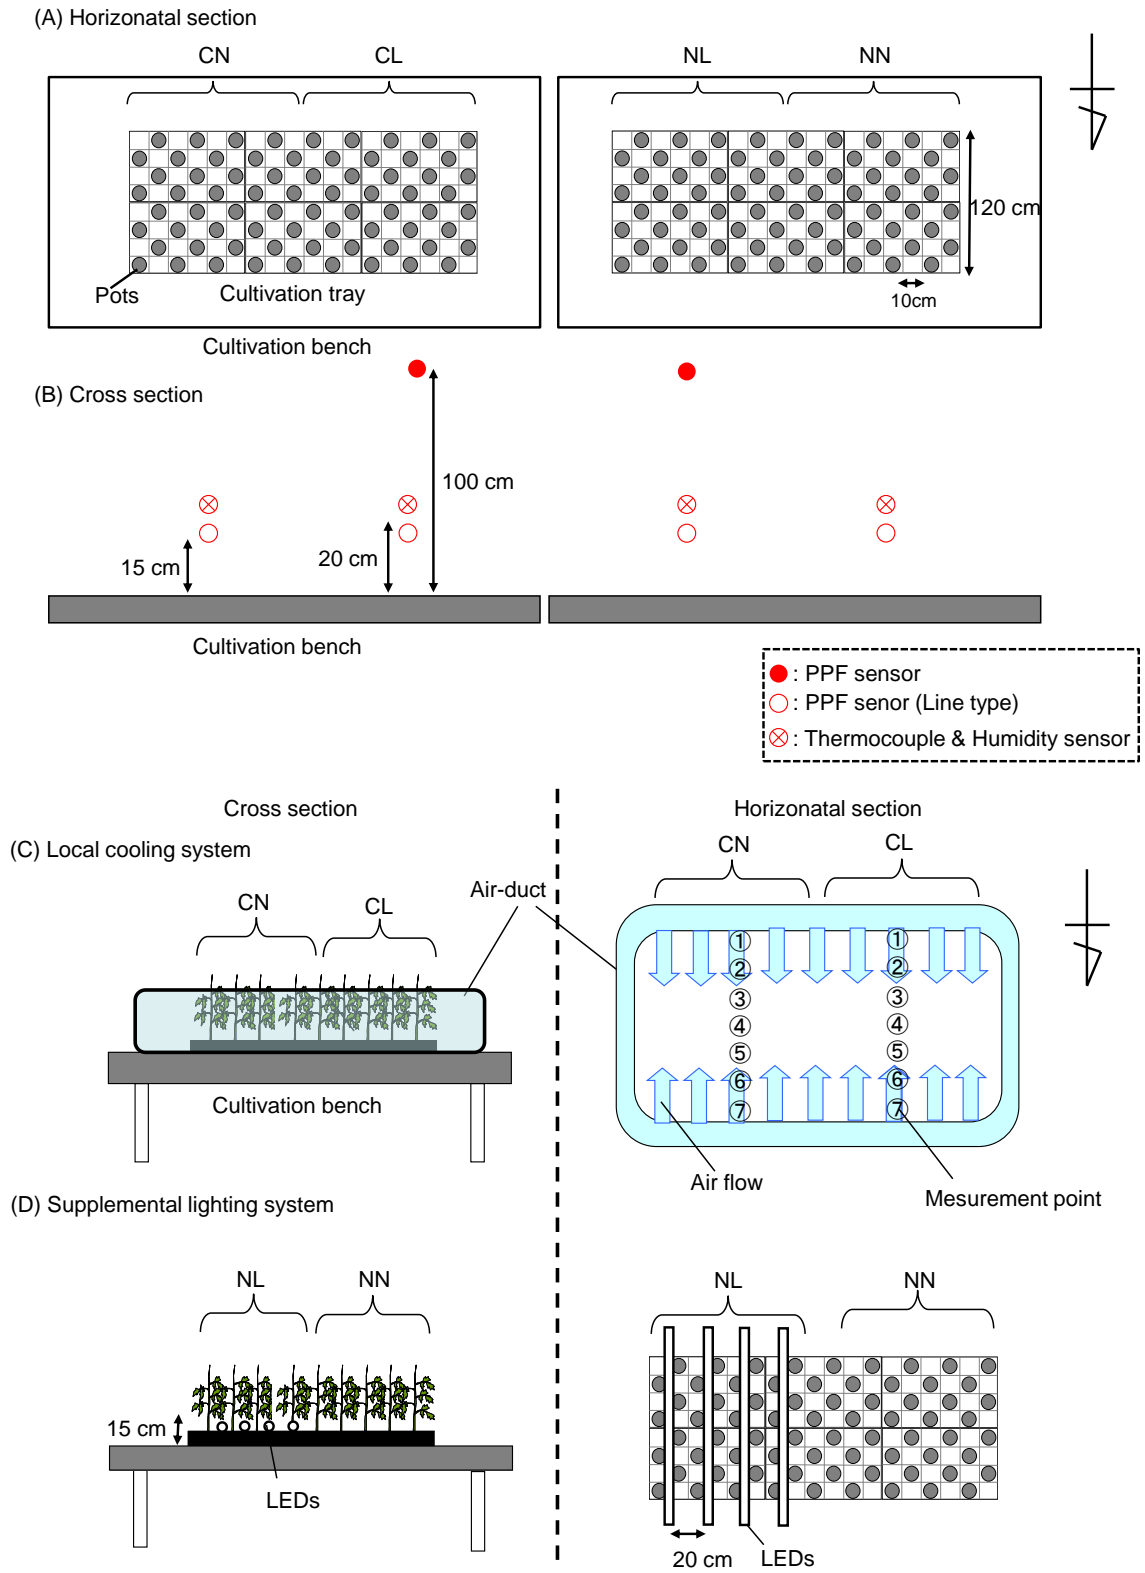 (A) Horizonatal section
CN CL NL NN
120 cm
Pots
Cultivation tray
10cm
Cultivation bench
(B) Cross section
100 cm
15 cm
20 cm
Cultivation bench
: PPF sensor
: PPF senor (Line type)
: Thermocouple & Humidity sensor
Cross section
Horizonatal section
(C) Local cooling system
CN CL
Air-duct
CN CL
① ①
② ②
③ ③
④ ④
⑤ ⑤
⑥ ⑥
⑦ ⑦
Cultivation bench
Air flow
Mesurement point
(D) Supplemental lighting system
NL NN
NL NN
15 cm
LEDs
20 cm
LEDs